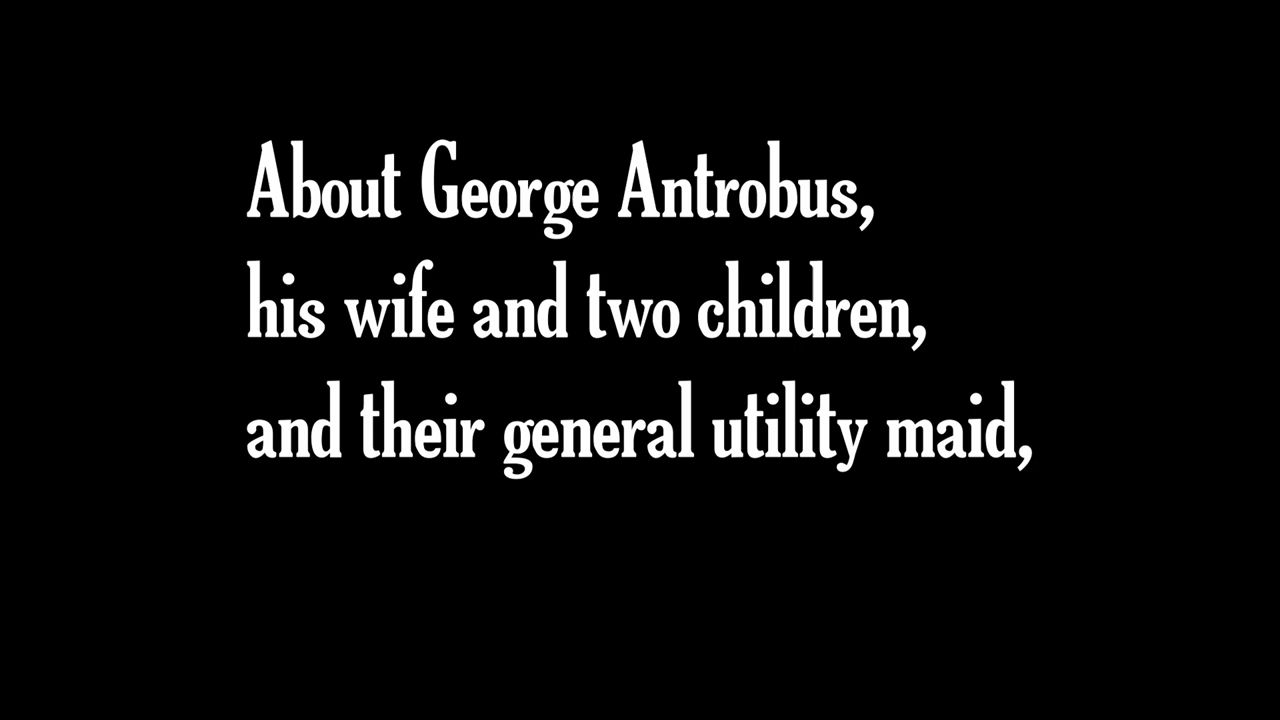 About George Antrobus,
his wife and two children,
and their general utility maid,